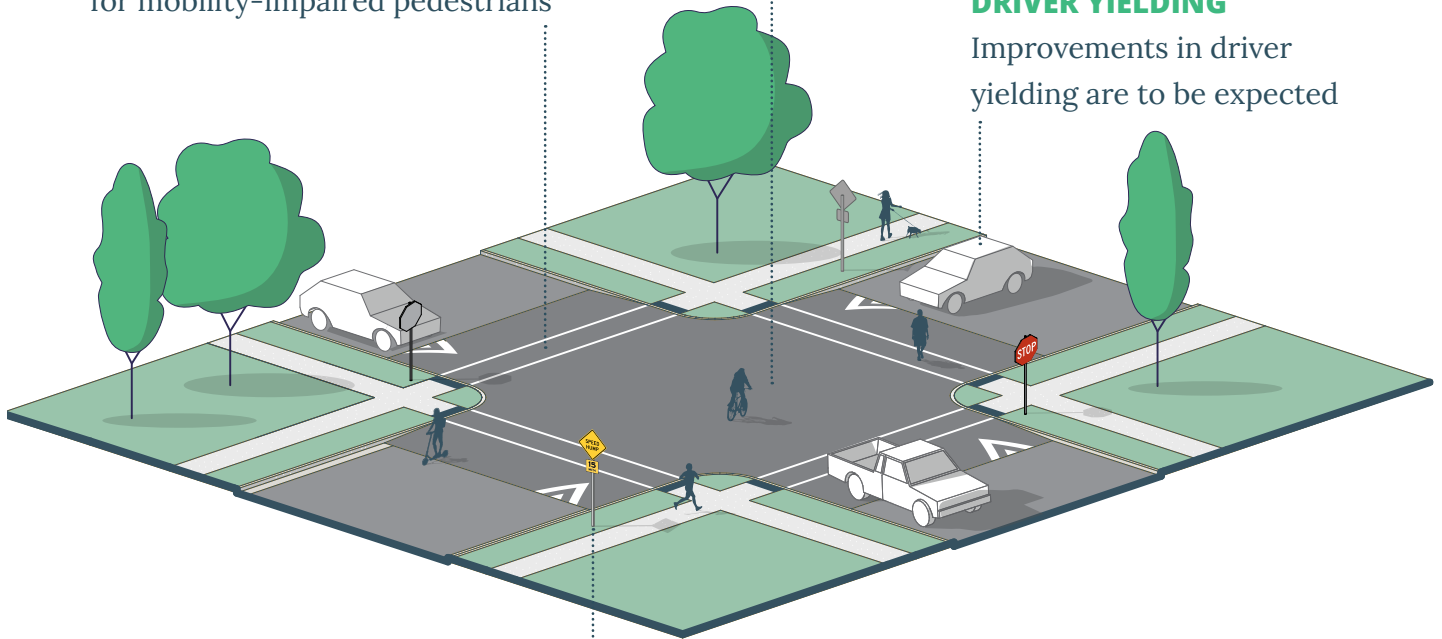 for mobility-impaired pedestrians
DRIVER YIELDING
Improvements in driver
yielding are to be expected
STOP
SPEED
HUMP
15